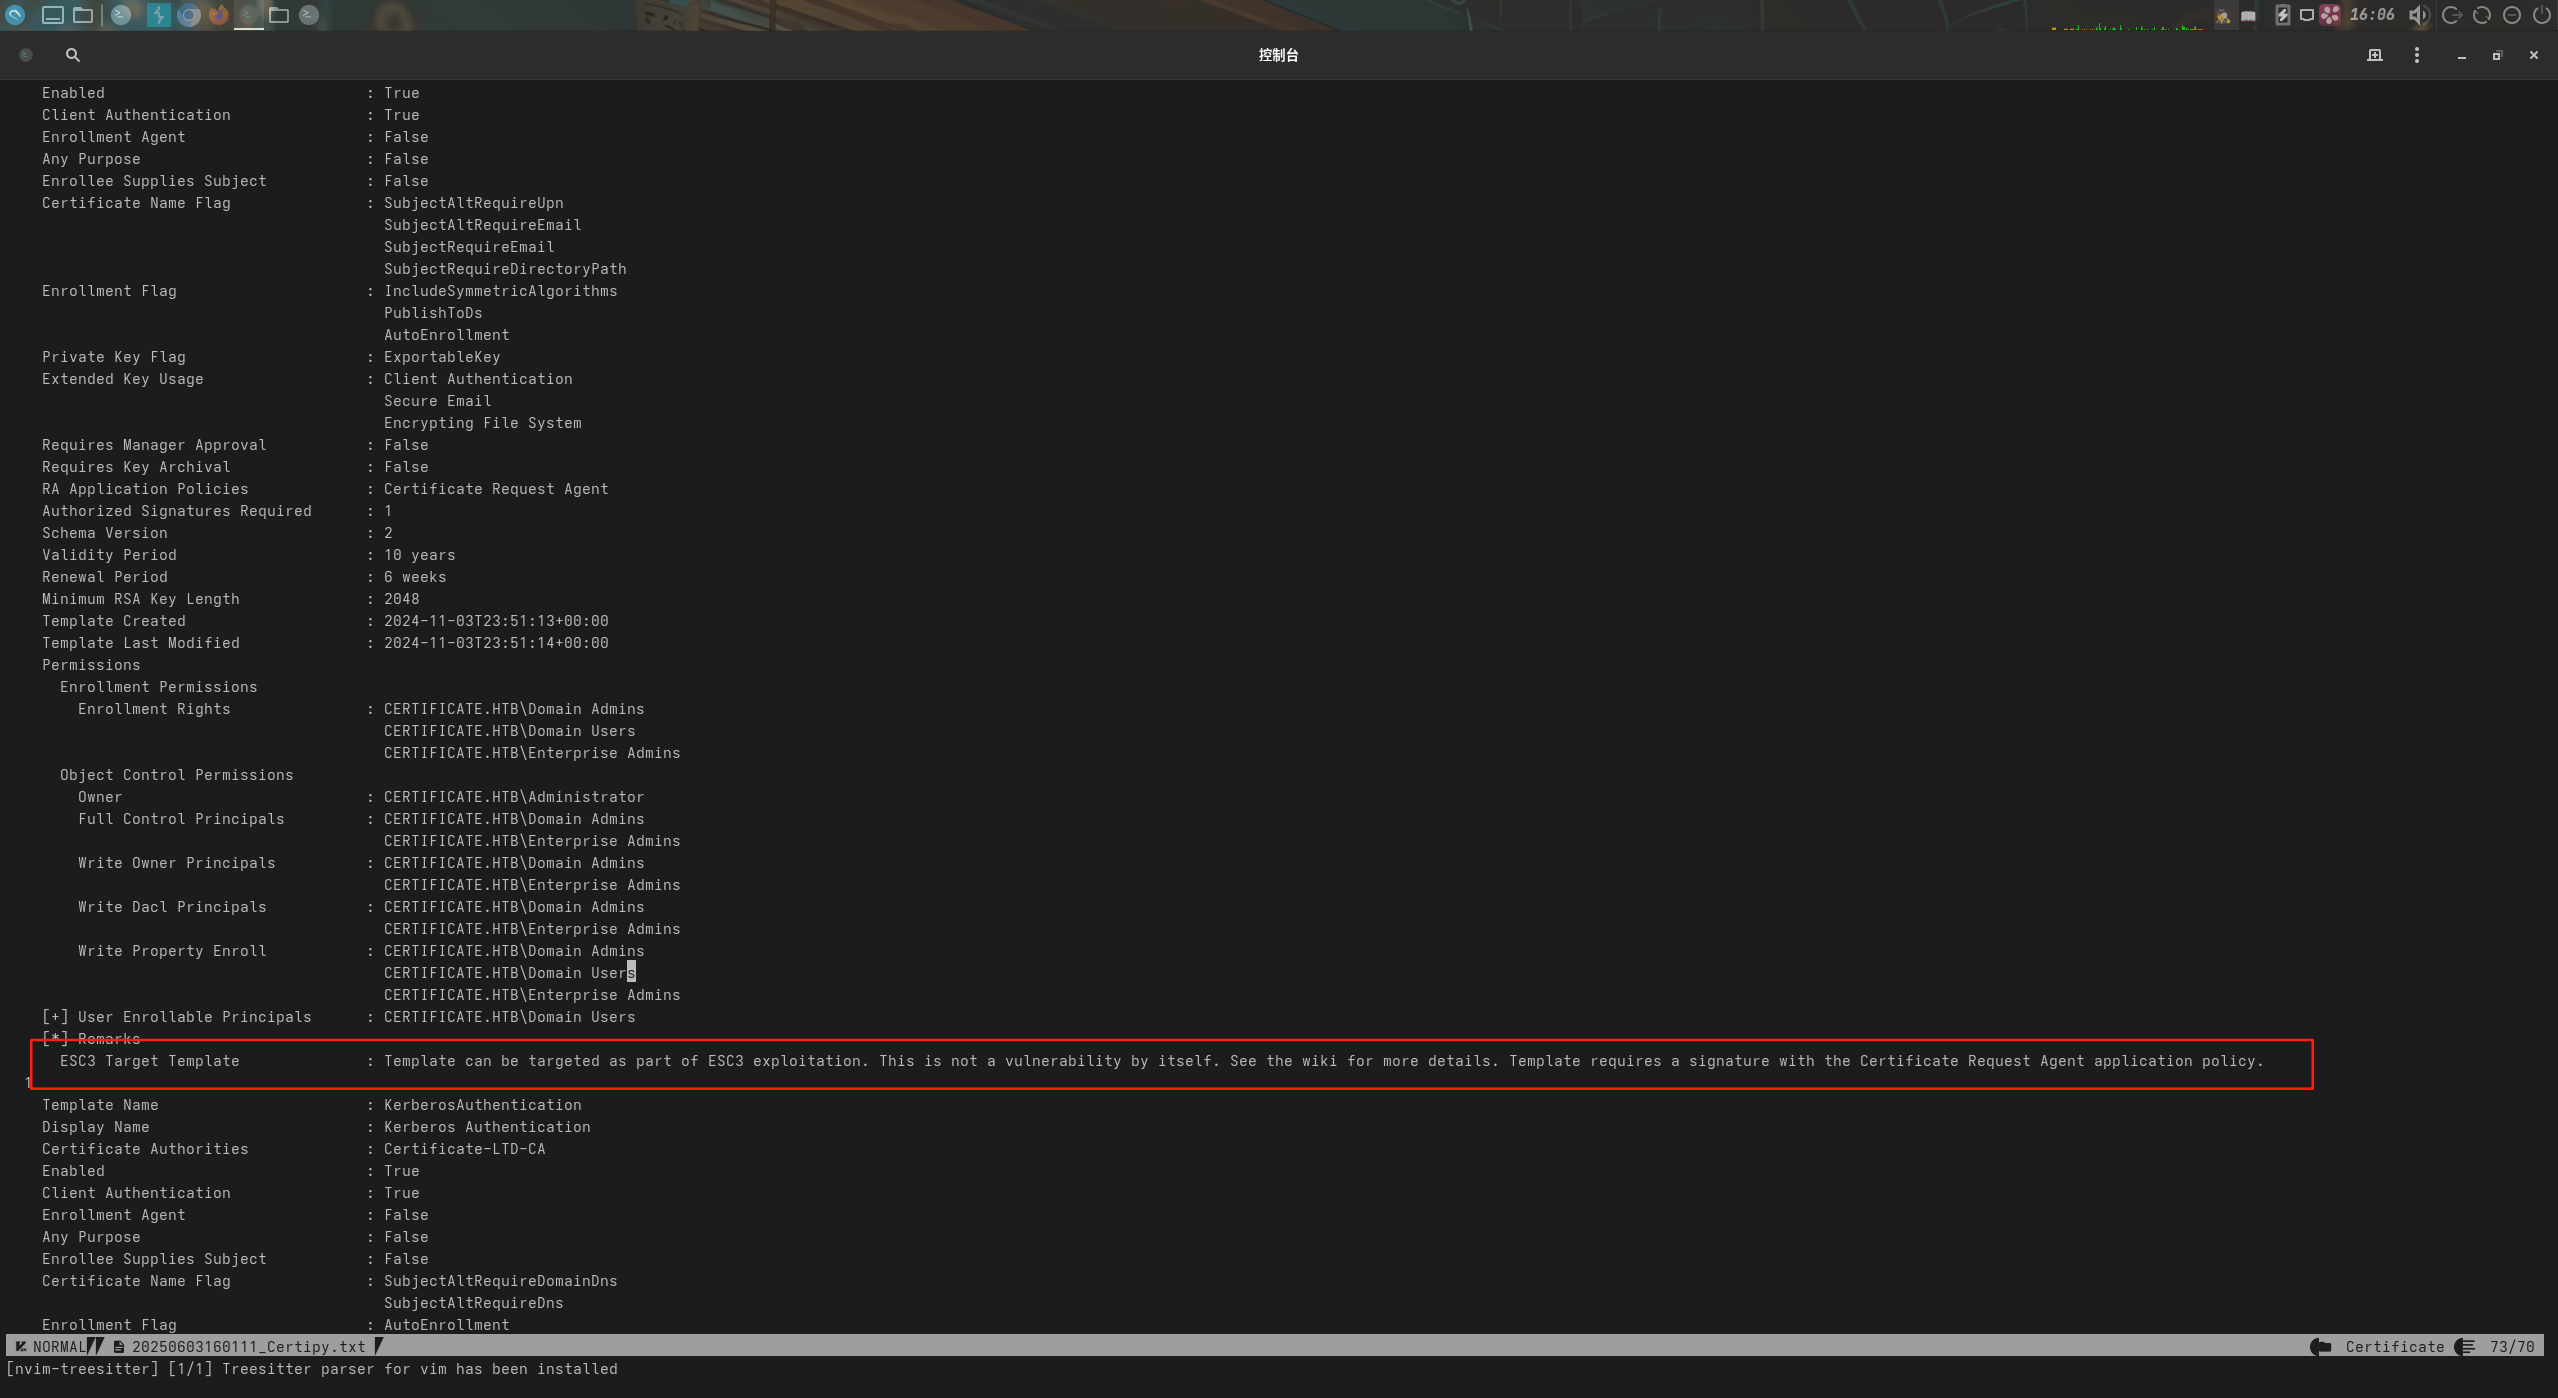 16:06
控制台
Enabled : True
Client Authentication : True
Enrollment Agent : False
Any Purpose : False
Enrollee Supplies Subject : False
Certificate Name Flag : SubjectAltRequireUpn
SubjectAltRequireEmail
SubjectRequireEmail
SubjectRequireDirectoryPath
Enrollment Flag : IncludeSymmetricAlgorithms
PublishToDs
AutoEnrollment
Private Key Flag : ExportableKey
Extended Key Usage : Client Authentication
Secure Email
Encrypting File System
Requires Manager Approval : False
Requires Key Archival : False
RA Application Policies : Certificate Request Agent
Authorized Signatures Required : 1
Schema Version : 2
Validity Period : 10 years
Renewal Period : 6 weeks
Minimum RSA Key Length : 2048
Template Created : 2024-11-03T23:51:13+00:00
Template Last Modified : 2024-11-03T23:51:14+00:00
Permissions
Enrollment Permissions
Enrollment Rights : CERTIFICATE.HTB\Domain Admins
CERTIFICATE.HTB\Domain Users
CERTIFICATE.HTB\Enterprise Admins
Object Control Permissions
Owner : CERTIFICATE.HTB\Administrator
Full Control Principals : CERTIFICATE.HTB\Domain Admins
CERTIFICATE.HTB\Enterprise Admins
Write Owner Principals : CERTIFICATE.HTB\Domain Admins
CERTIFICATE.HTB\Enterprise Admins
Write Dacl Principals : CERTIFICATE.HTB\Domain Admins
CERTIFICATE.HTB\Enterprise Admins
Write Property Enroll : CERTIFICATE.HTB\Domain Admins
CERTIFICATE.HTB\Domain Users
CERTIFICATE.HTB\Enterprise Admins
[+] User Enrollable Principals : CERTIFICATE.HTB\Domain Users
[*] Remarks
ESC3 Target Template : Template can be targeted as part of ESC3 exploitation. This is not a vulnerability by itself. See the wiki for more details. Template requires a signature with the Certificate Request Agent application policy.
1
Template Name : KerberosAuthentication
Display Name : Kerberos Authentication
Certificate Authorities : Certificate-LTD-CA
Enabled : True
Client Authentication : True
Enrollment Agent : False
Any Purpose : False
Enrollee Supplies Subject : False
Certificate Name Flag : SubjectAltRequireDomainDns
SubjectAltRequireDns
Enrollment Flag : AutoEnrollment
NORMAL 20250603160111_Certipy.txt Certificate 73/70
[nvim-treesitter] [1/1] Treesitter parser for vim has been installed